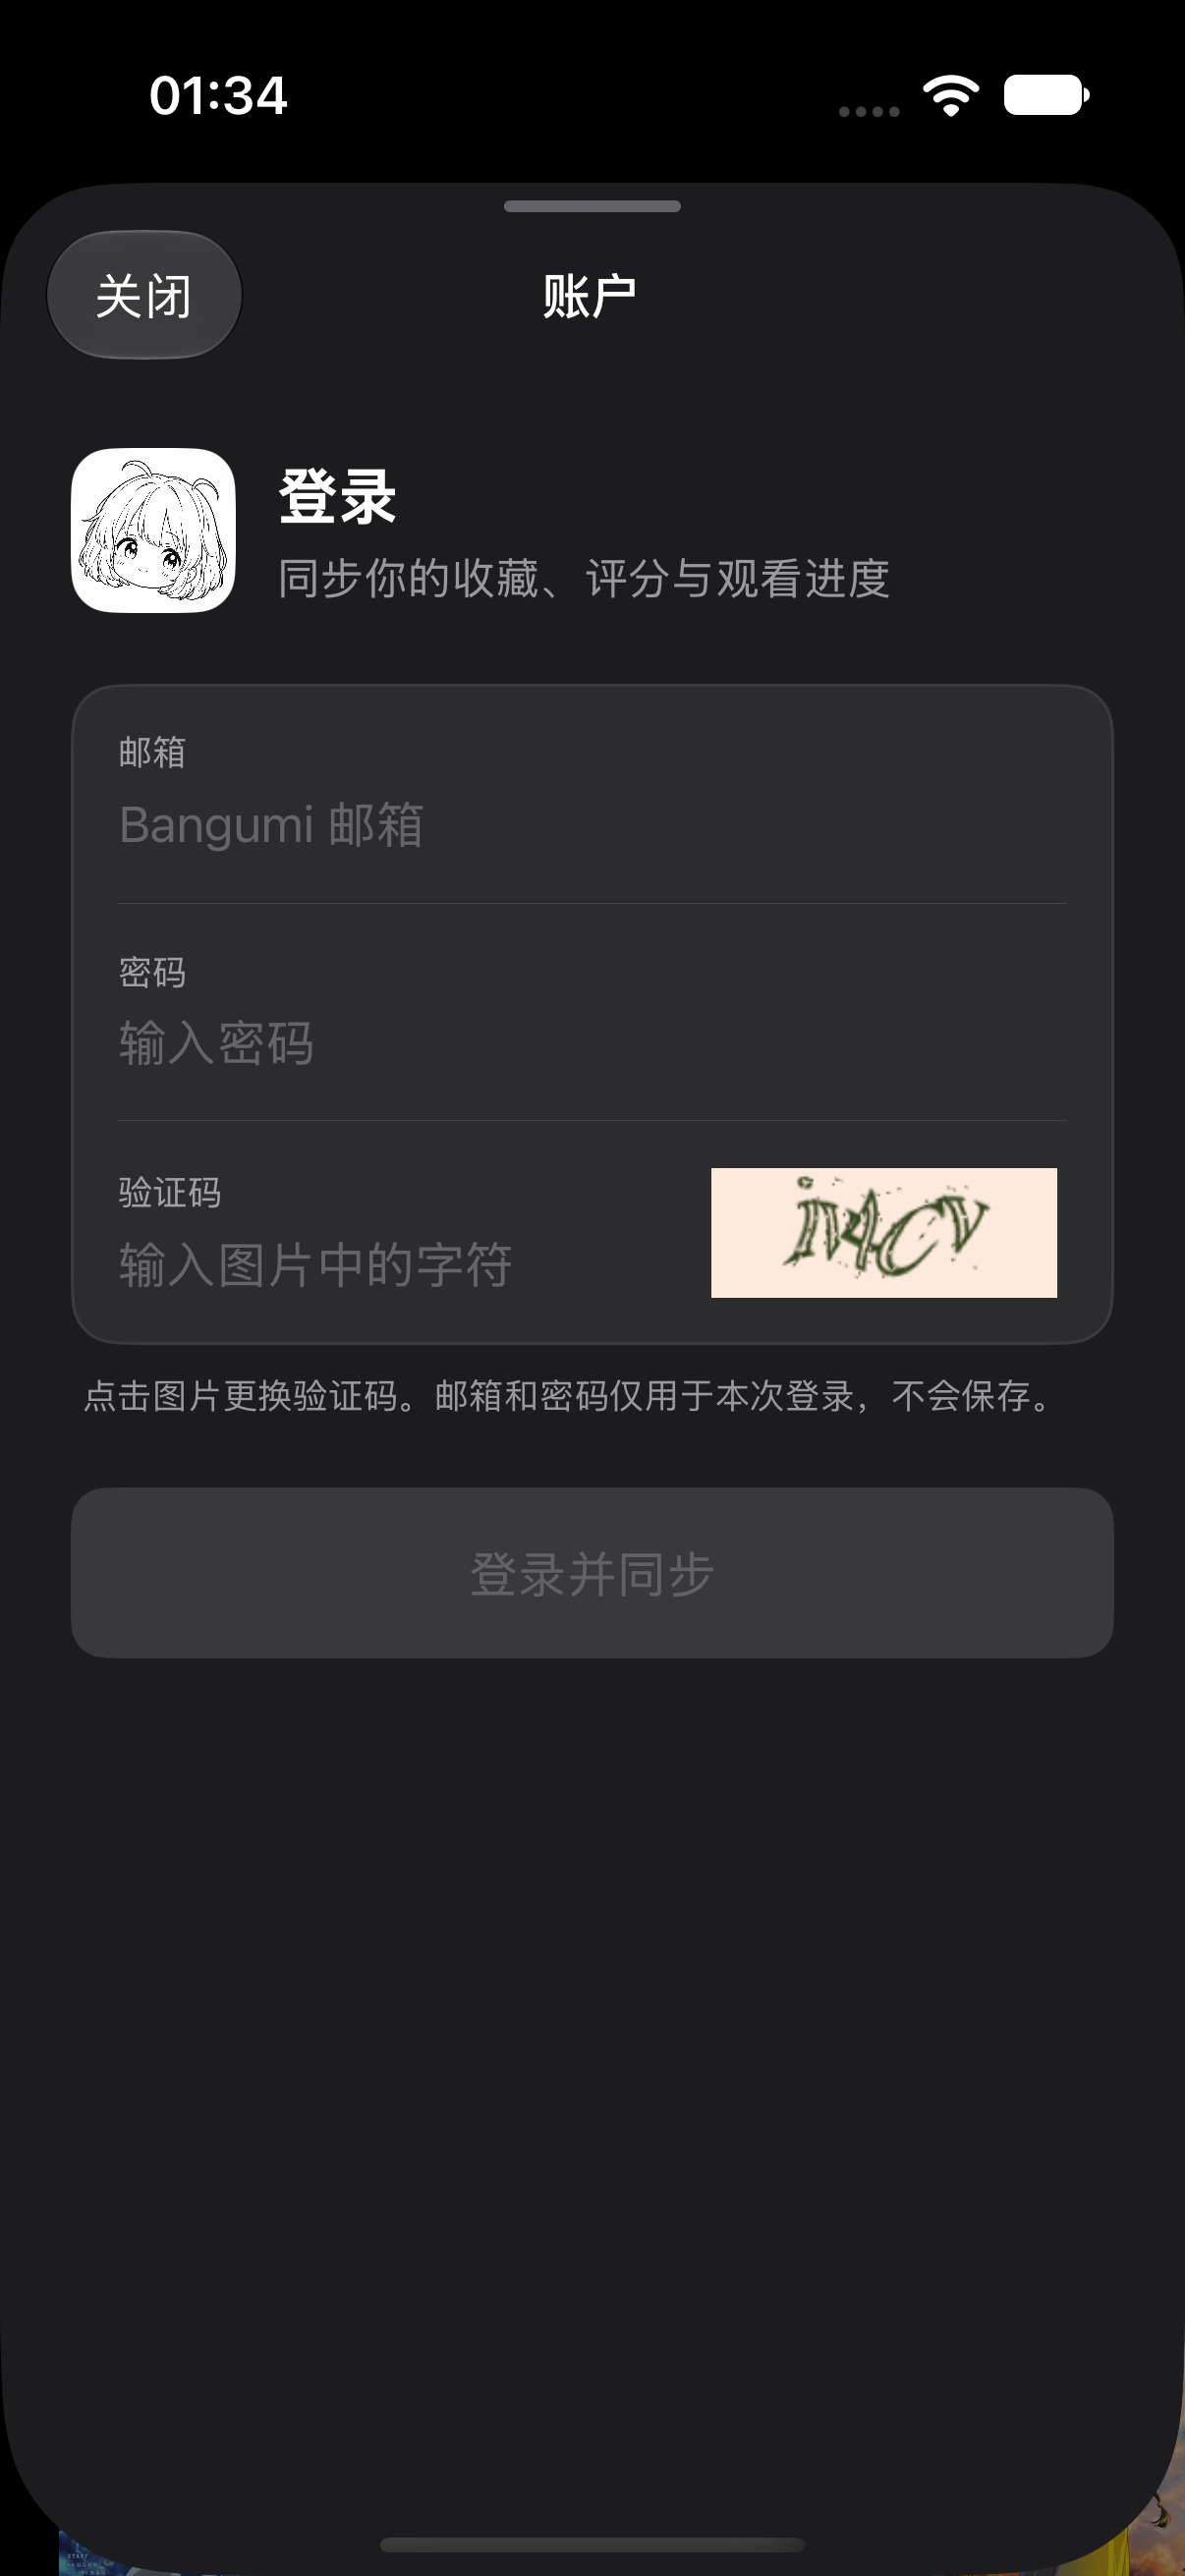 01:34
关闭
账户
登录
同步你的收藏、评分与观看进度
邮箱
Bangumi 邮箱
密码
输入密码
验证码
输入图片中的字符
点击图片更换验证码。邮箱和密码仅用于本次登录，不会保存。
登录并同步